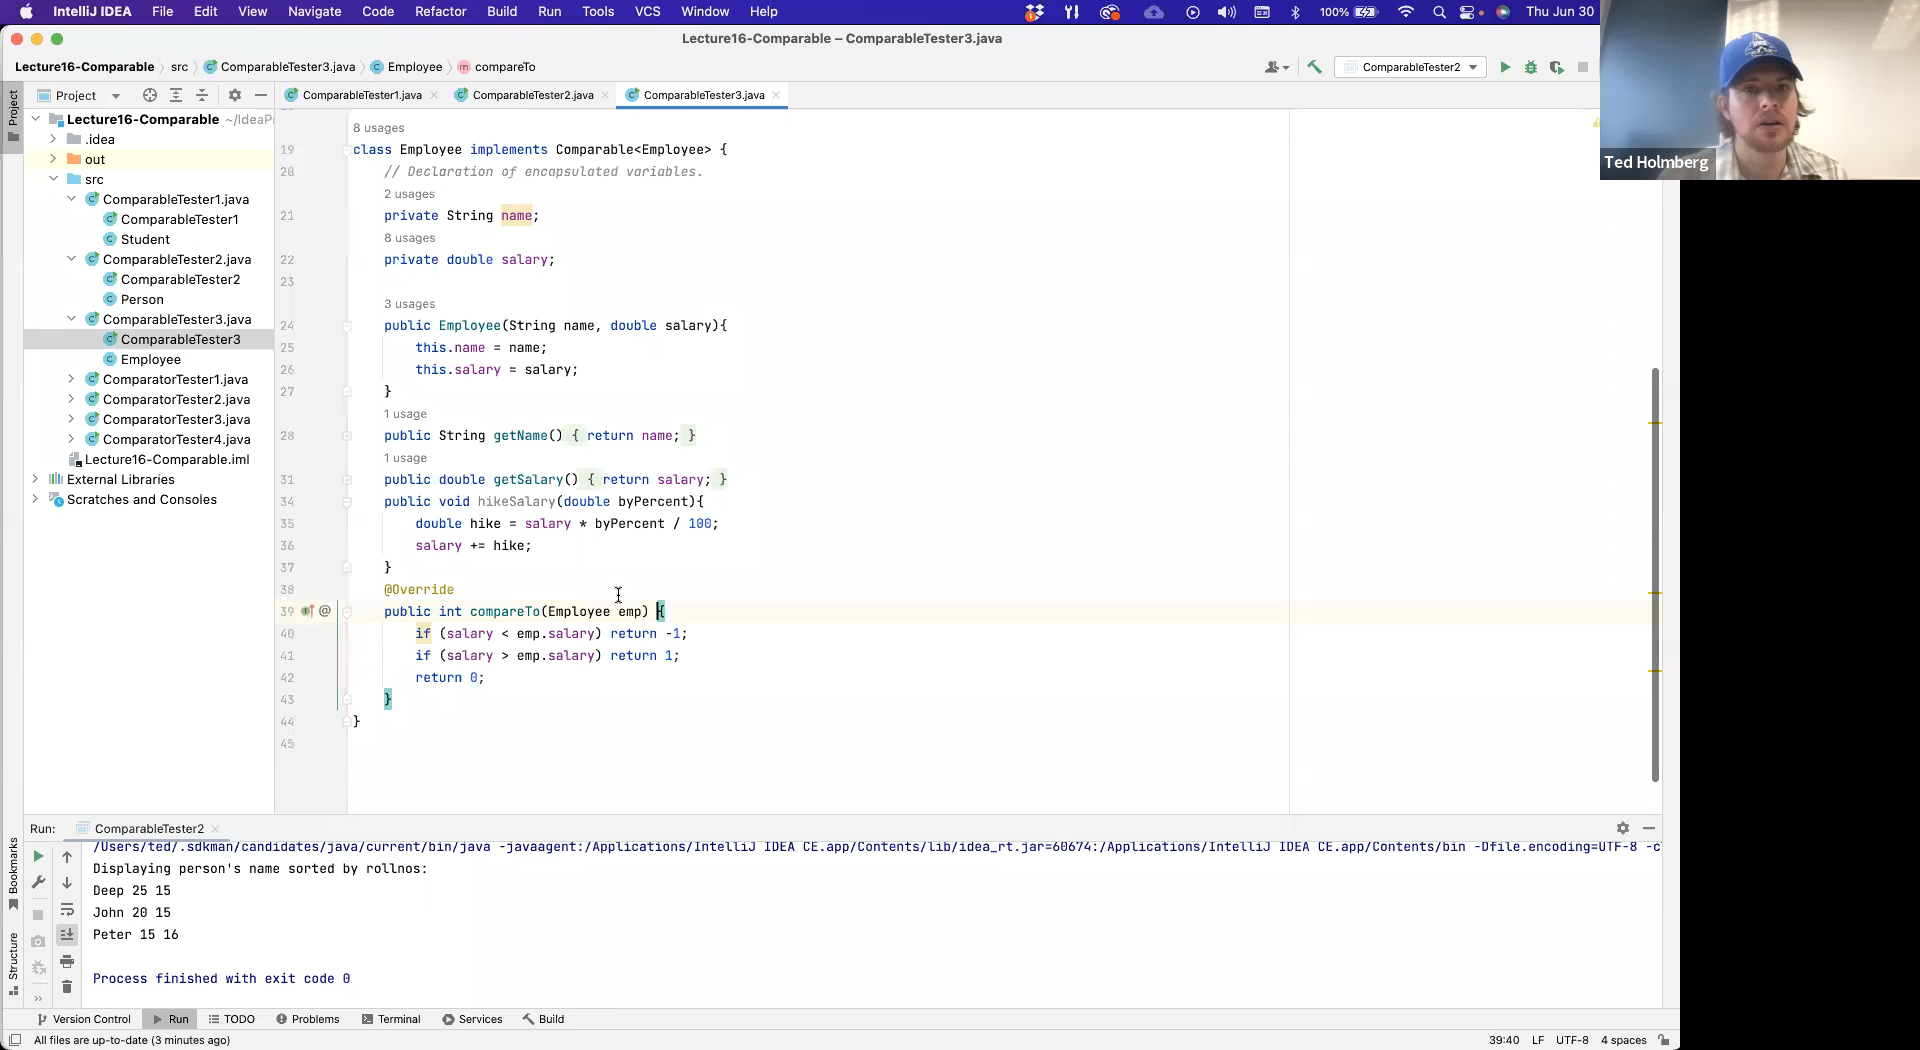 IntelliJ IDEA File Edit View Navigate Code Refactor Build Run Tools VCS Window Help 100% Thu Jun 30
Lecture16-Comparable – ComparableTester3.java
Lecture16-Comparable src ComparableTester3.java Employee compareTo ComparableTester2
Project ComparableTester1.java ComparableTester2.java ComparableTester3.java
Project
Lecture16-Comparable ~/IdeaP
.idea
out
src
ComparableTester1.java
ComparableTester1
Student
ComparableTester2.java
ComparableTester2
Person
ComparableTester3.java
ComparableTester3
Employee
ComparatorTester1.java
ComparatorTester2.java
ComparatorTester3.java
ComparatorTester4.java
Lecture16-Comparable.iml
External Libraries
Scratches and Consoles
8 usages
19 class Employee implements Comparable<Employee> {
20 // Declaration of encapsulated variables.
2 usages
21 private String name;
8 usages
22 private double salary;
23
3 usages
24 public Employee(String name, double salary){
25 this.name = name;
26 this.salary = salary;
27 }
1 usage
28 public String getName() { return name; }
1 usage
31 public double getSalary() { return salary; }
34 public void hikeSalary(double byPercent){
35 double hike = salary * byPercent / 100;
36 salary += hike;
37 }
38 @Override
39 @ public int compareTo(Employee emp) {
40 if (salary < emp.salary) return -1;
41 if (salary > emp.salary) return 1;
42 return 0;
43 }
44 }
45
Ted Holmberg
Run: ComparableTester2
/Users/ted/.sdkman/candidates/java/current/bin/java -javaagent:/Applications/IntelliJ IDEA CE.app/Contents/lib/idea_rt.jar=60674:/Applications/IntelliJ IDEA CE.app/Contents/bin -Dfile.encoding=UTF-8 -c
Displaying person's name sorted by rollnos:
Deep 25 15
John 20 15
Peter 15 16
Process finished with exit code 0
Bookmarks
Structure
Version Control Run TODO Problems Terminal Services Build
All files are up-to-date (3 minutes ago) 39:40 LF UTF-8 4 spaces